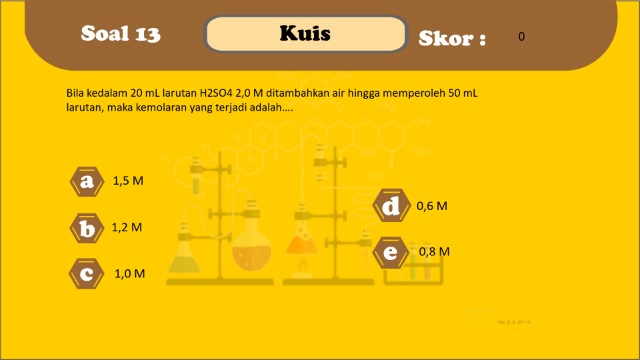 Soal 13
Kuis
Skor :
0
Bila kedalam 20 mL larutan H2SO4 2,0 M ditambahkan air hingga memperoleh 50 mL
larutan, maka kemolaran yang terjadi adalah....
a 1,5 M
b 1,2 M
c 1,0 M
d 0,6 M
e 0,8 M